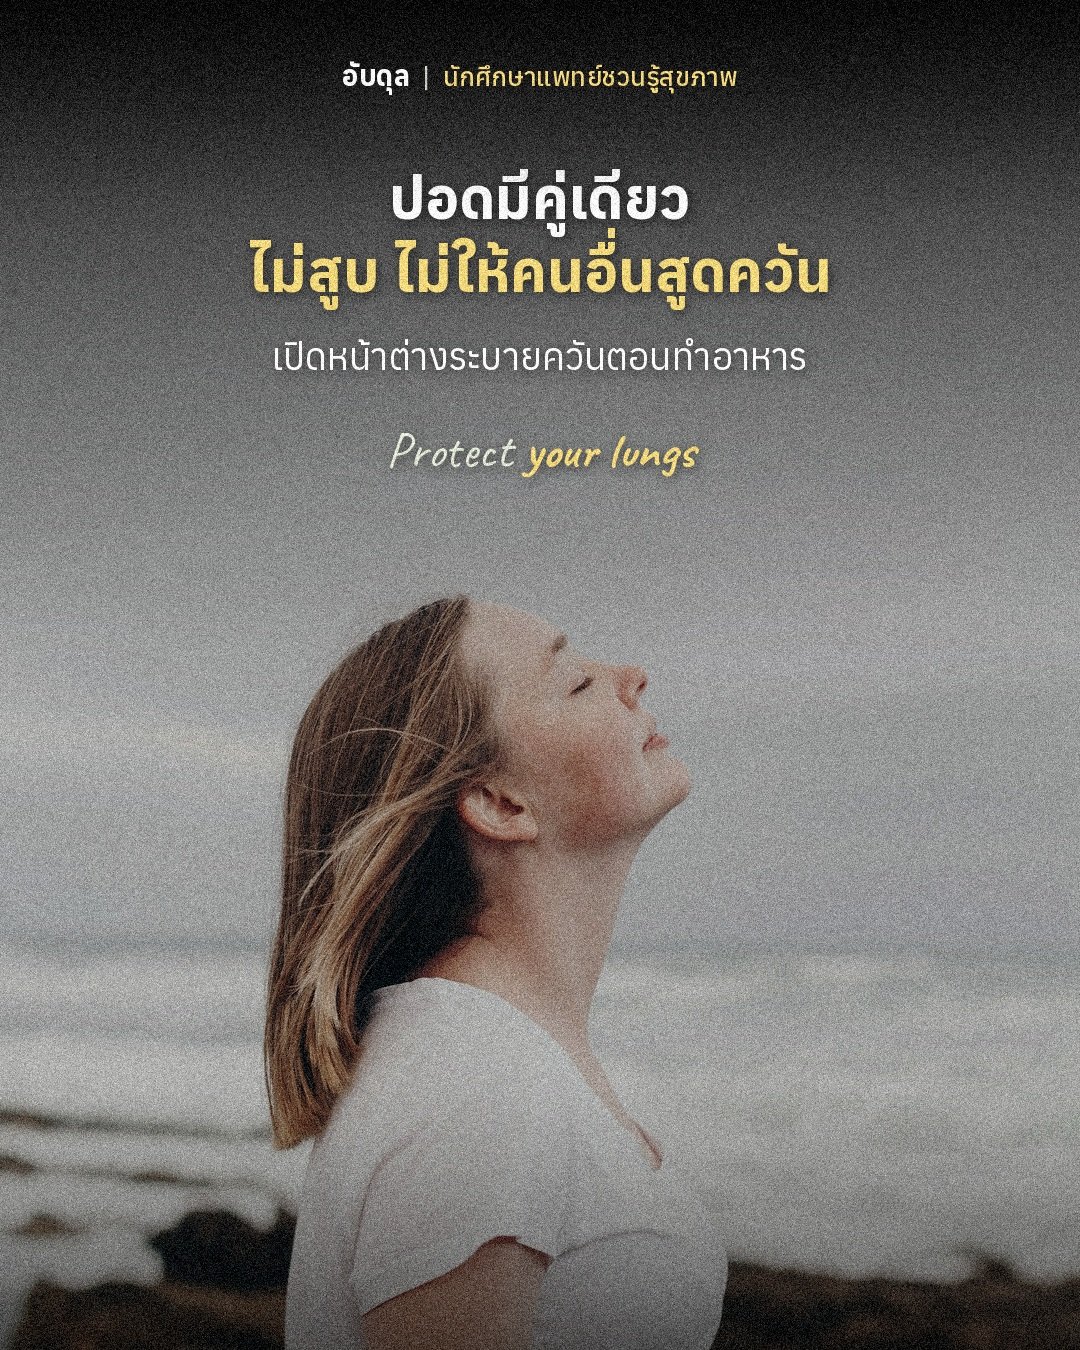 อับดุล | นักศึกษาแพทย์ชวนรู้สุขภาพ
ปอดมีคู่เดียว
ไม่สูบ ไม่ให้คนอื่นสูดควัน
เปิดหน้าต่างระบายควันตอนทำอาหาร
Protect your lungs